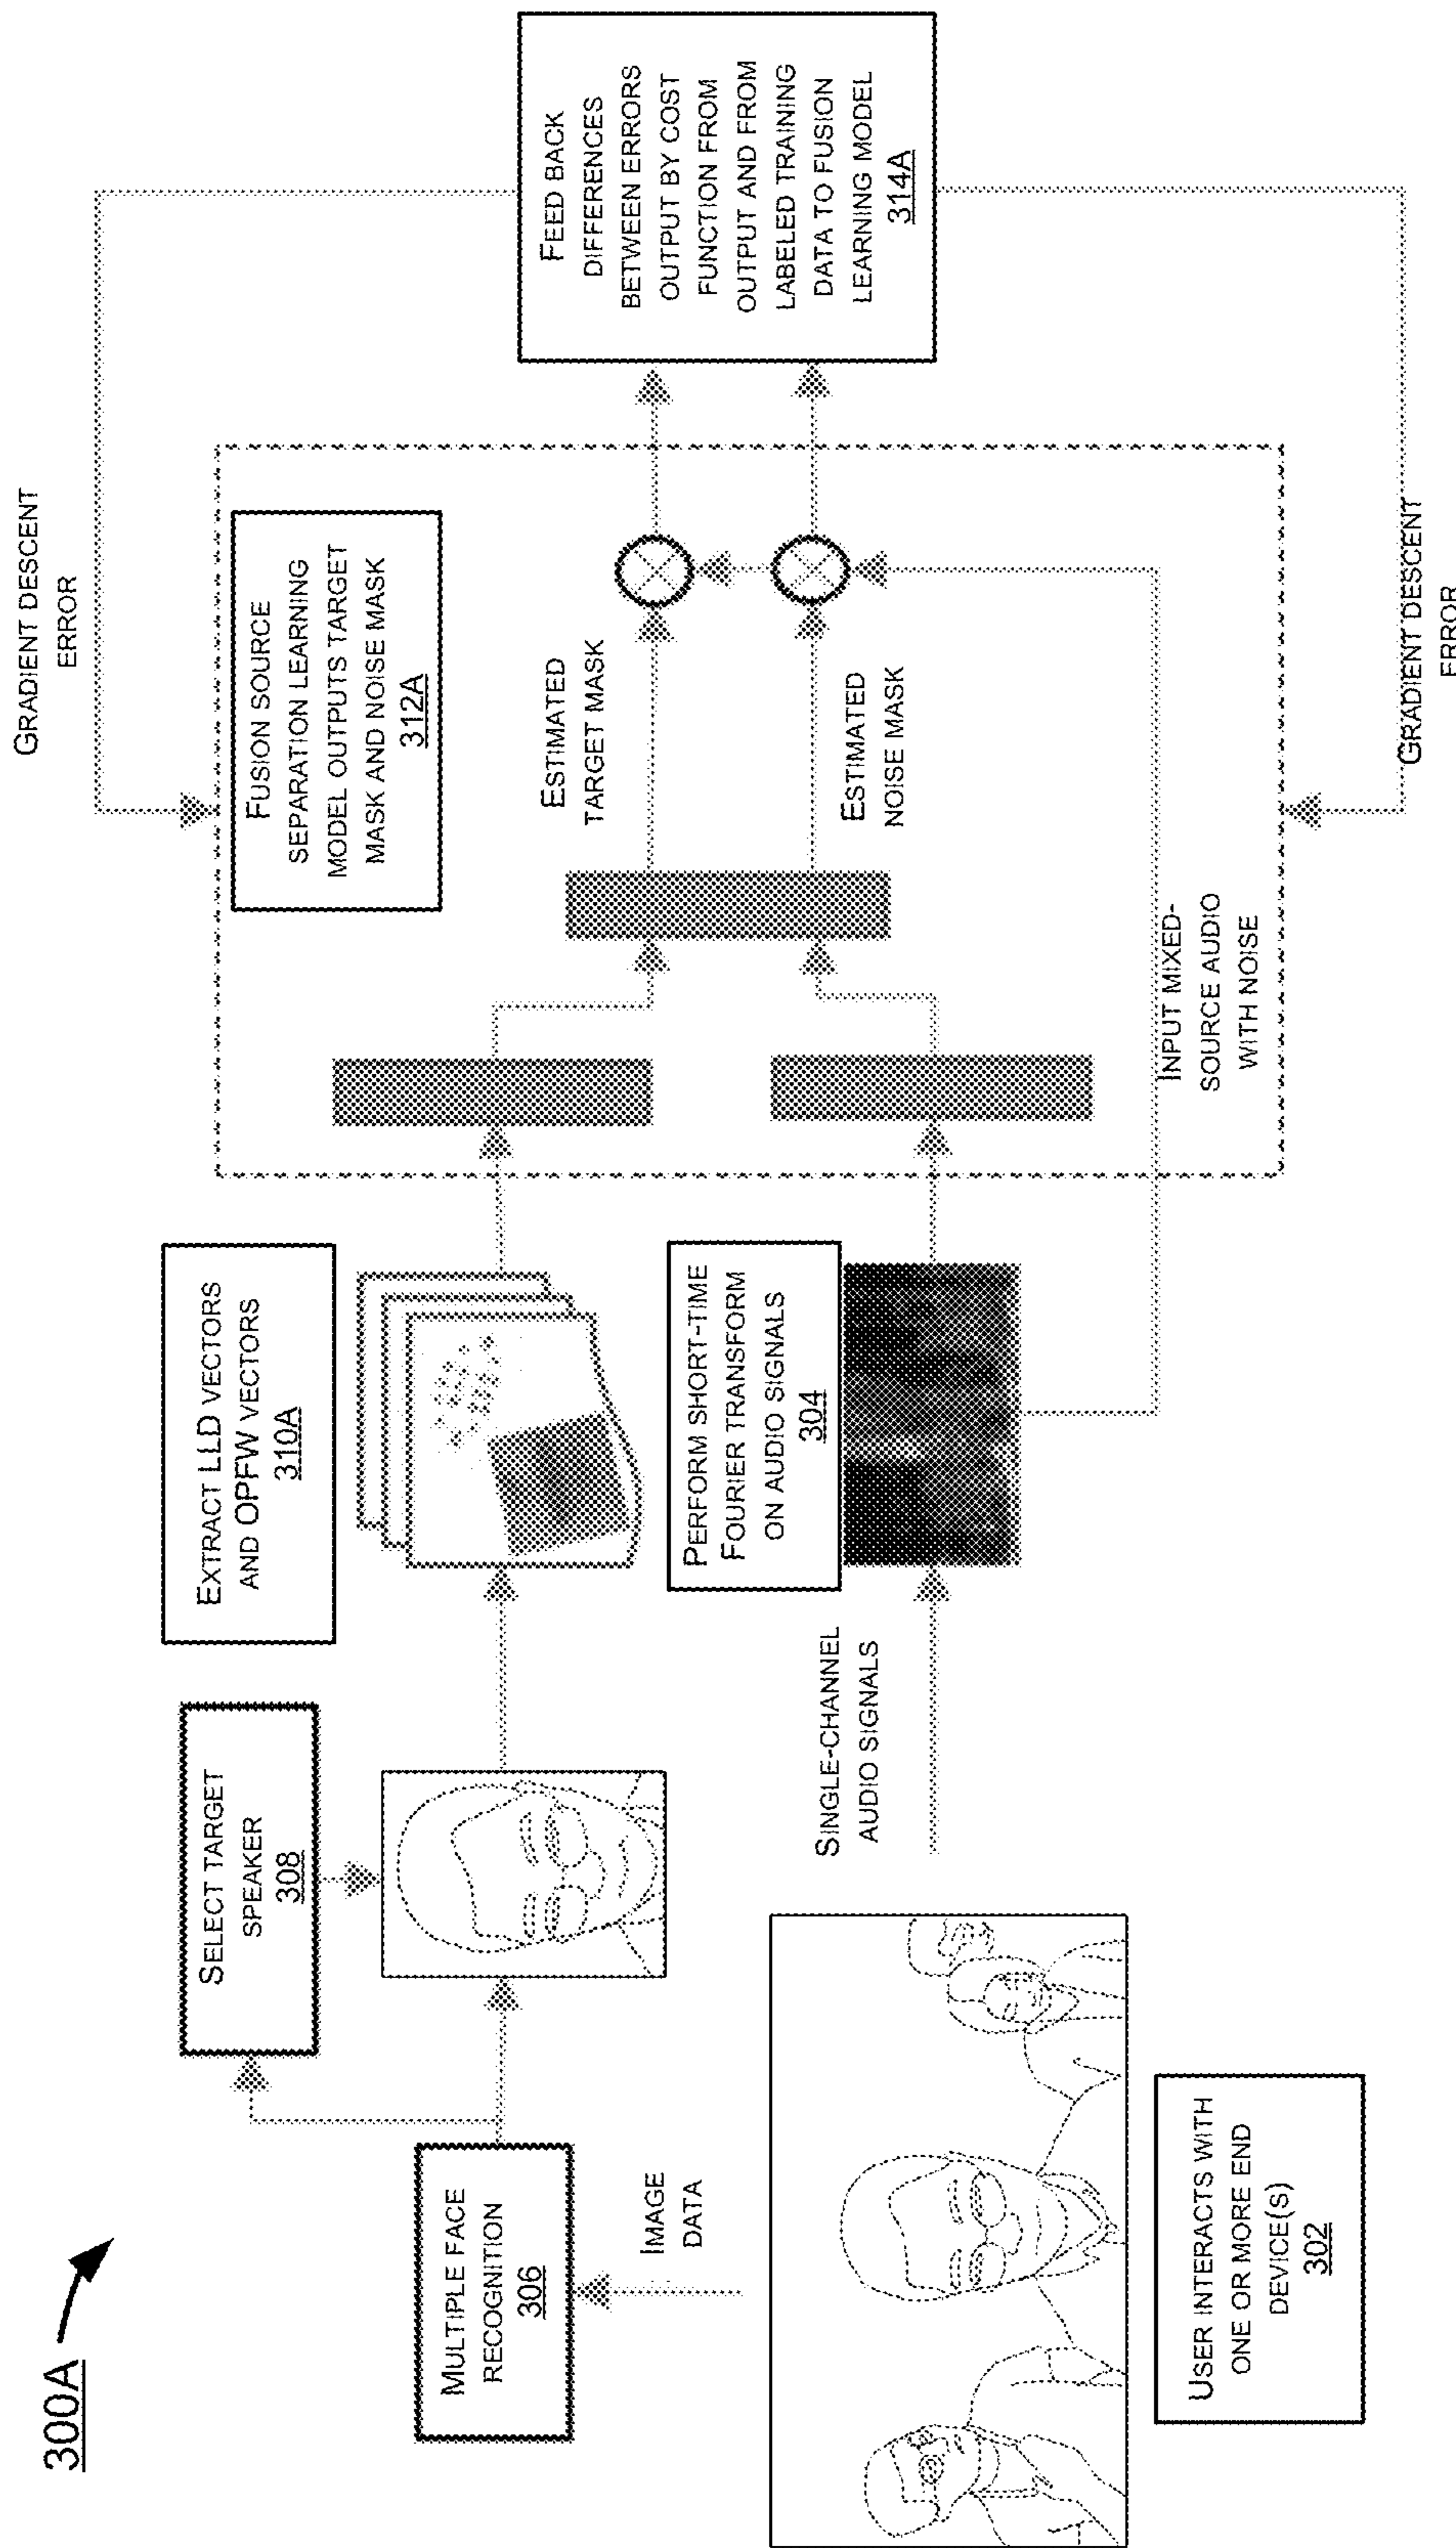 300A
USER INTERACTS WITH
ONE OR MORE END
DEVICE(S)
302
IMAGE
DATA
MULTIPLE FACE
RECOGNITION
306
SELECT TARGET
SPEAKER
308
EXTRACT LLD VECTORS
AND OPFW VECTORS
310A
SINGLE-CHANNEL
AUDIO SIGNALS
PERFORM SHORT-TIME
FOURIER TRANSFORM
ON AUDIO SIGNALS
304
FUSION SOURCE
SEPARATION LEARNING
MODEL OUTPUTS TARGET
MASK AND NOISE MASK
312A
ESTIMATED
TARGET MASK
ESTIMATED
NOISE MASK
INPUT MIXED-
SOURCE AUDIO
WITH NOISE
GRADIENT DESCENT
ERROR
FEED BACK
DIFFERENCES
BETWEEN ERRORS
OUTPUT BY COST
FUNCTION FROM
OUTPUT AND FROM
LABELED TRAINING
DATA TO FUSION
LEARNING MODEL
314A
GRADIENT DESCENT
ERROR